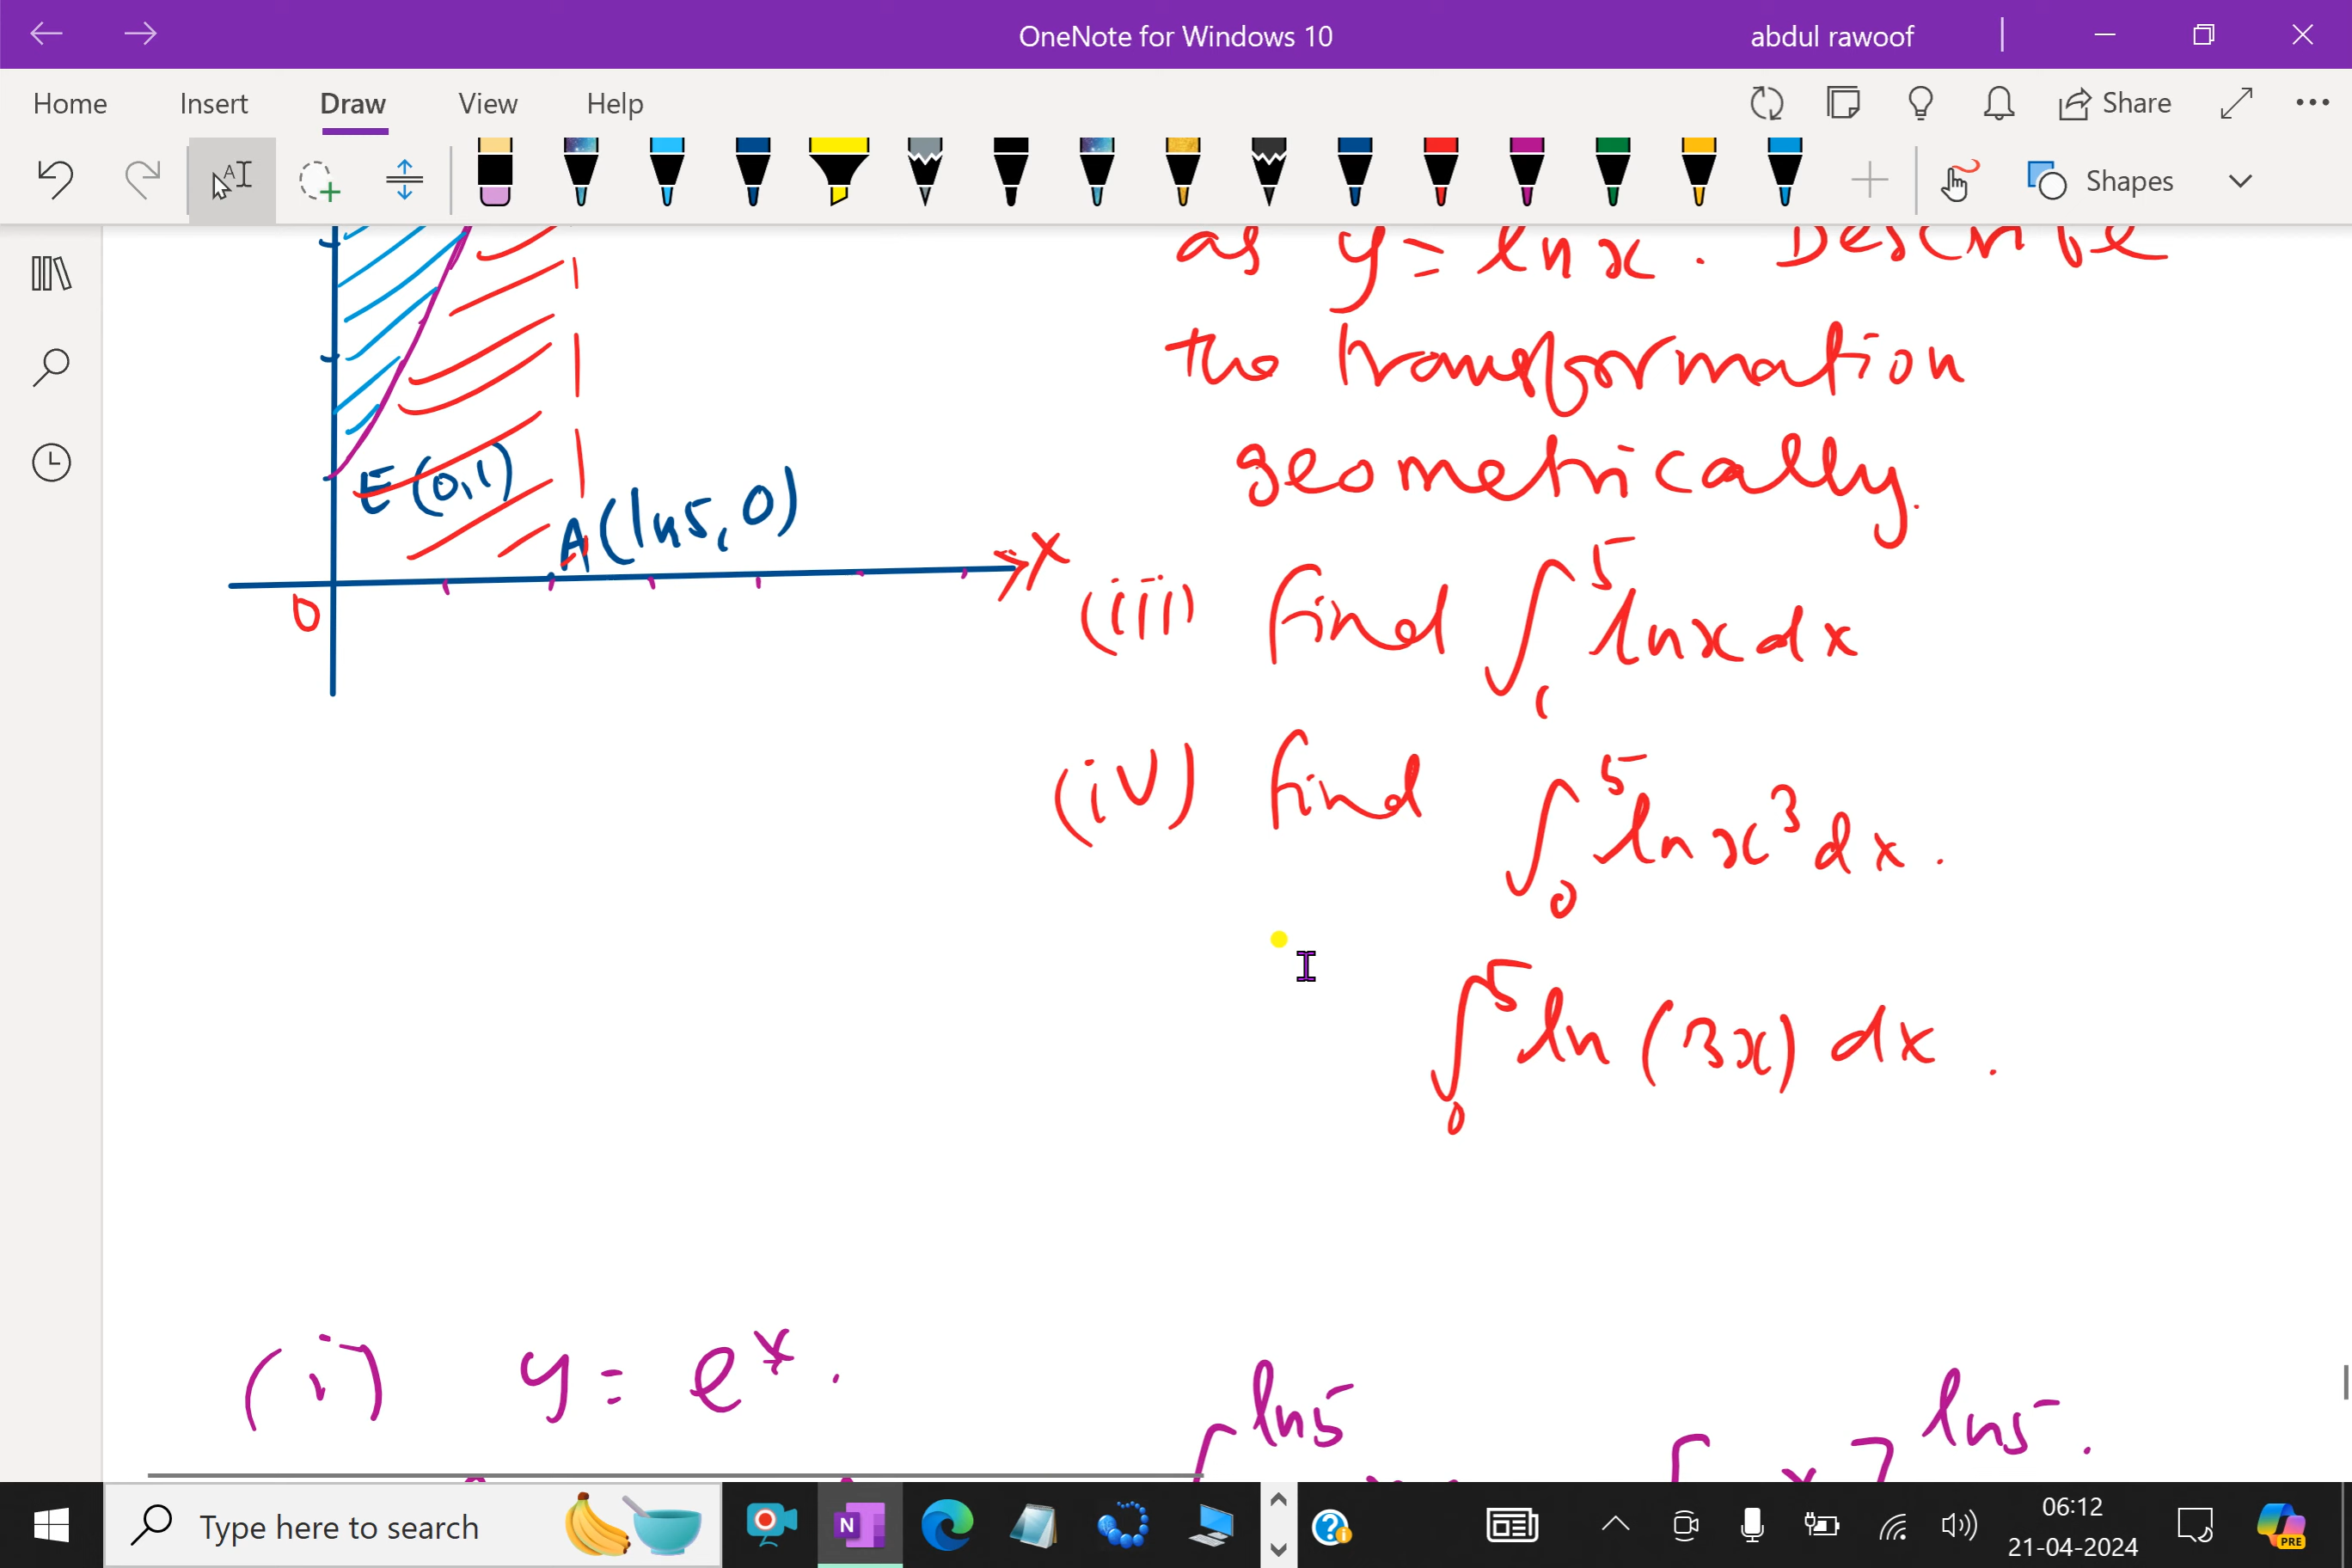 OneNote for Windows 10
abdul rawoof
Home Insert Draw View Help
Share
Shapes
as y = ln x . Describe
the transformation
geometrically.
E (0,1)
A (ln5, 0)
X
0
(iii) find ∫₁⁵ lnx dx
(iv) find ∫₀⁵ ln x³ dx .
∫₀⁵ ln (3x) dx .
(i) y = eˣ .
ln5
ln5 .
Type here to search
N
PRE
06:12
21-04-2024